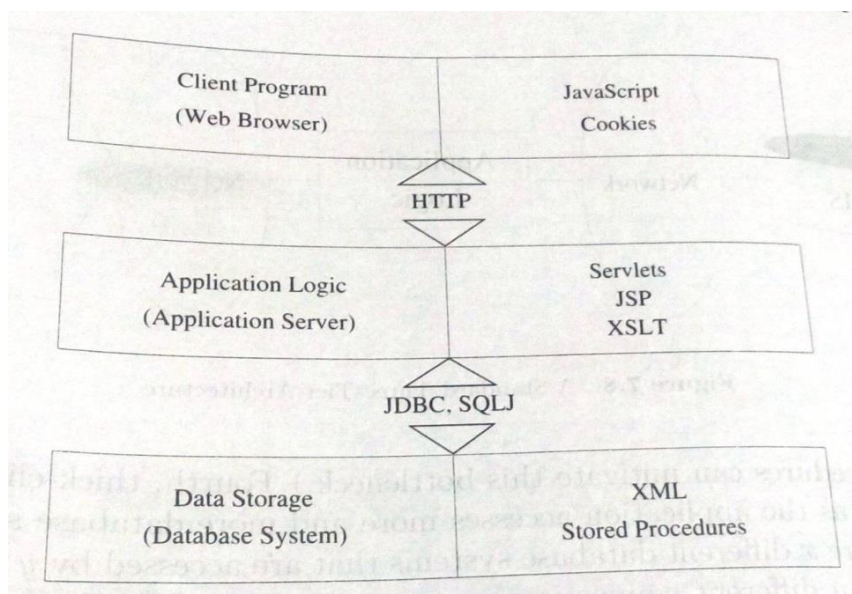 Client Program
(Web Browser)
JavaScript
Cookies
HTTP
Application Logic
(Application Server)
Servlets
JSP
XSLT
JDBC, SQLJ
Data Storage
(Database System)
XML
Stored Procedures